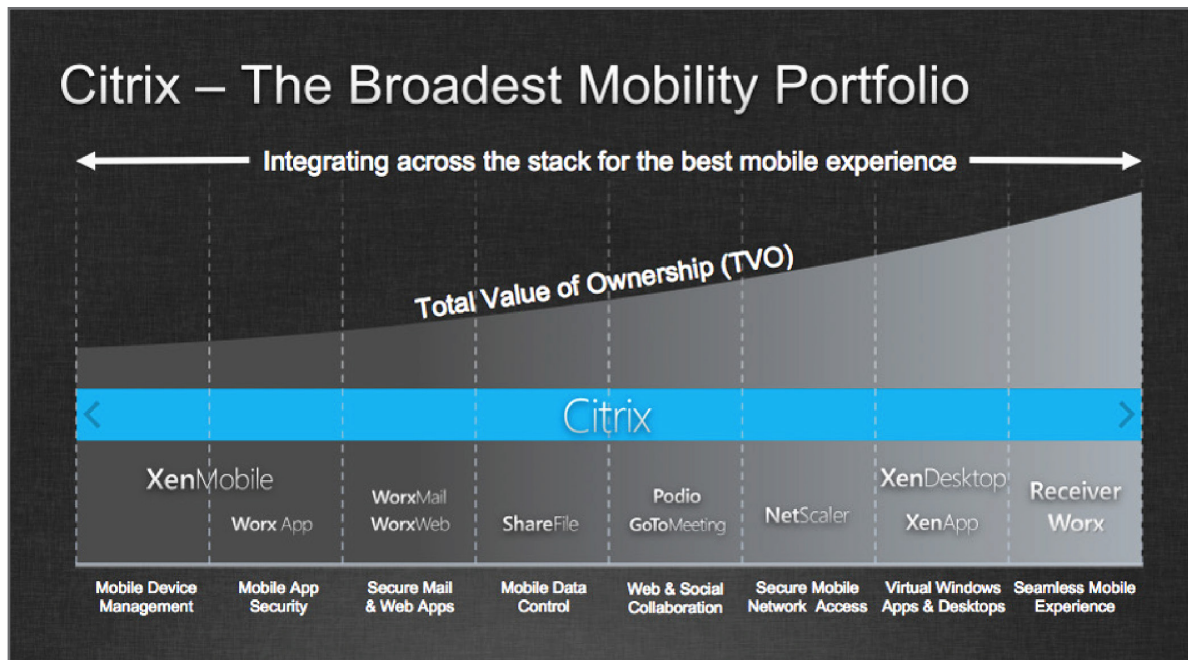 Citrix – The Broadest Mobility Portfolio
Integrating across the stack for the best mobile experience
Total Value of Ownership (TVO)
Citrix
XenMobile
Worx App
WorxMail
WorxWeb
ShareFile
Podio
GoToMeeting
NetScaler
XenDesktop
XenApp
Receiver
Worx
Mobile Device
Management
Mobile App
Security
Secure Mail
& Web Apps
Mobile Data
Control
Web & Social
Collaboration
Secure Mobile
Network Access
Virtual Windows
Apps & Desktops
Seamless Mobile
Experience